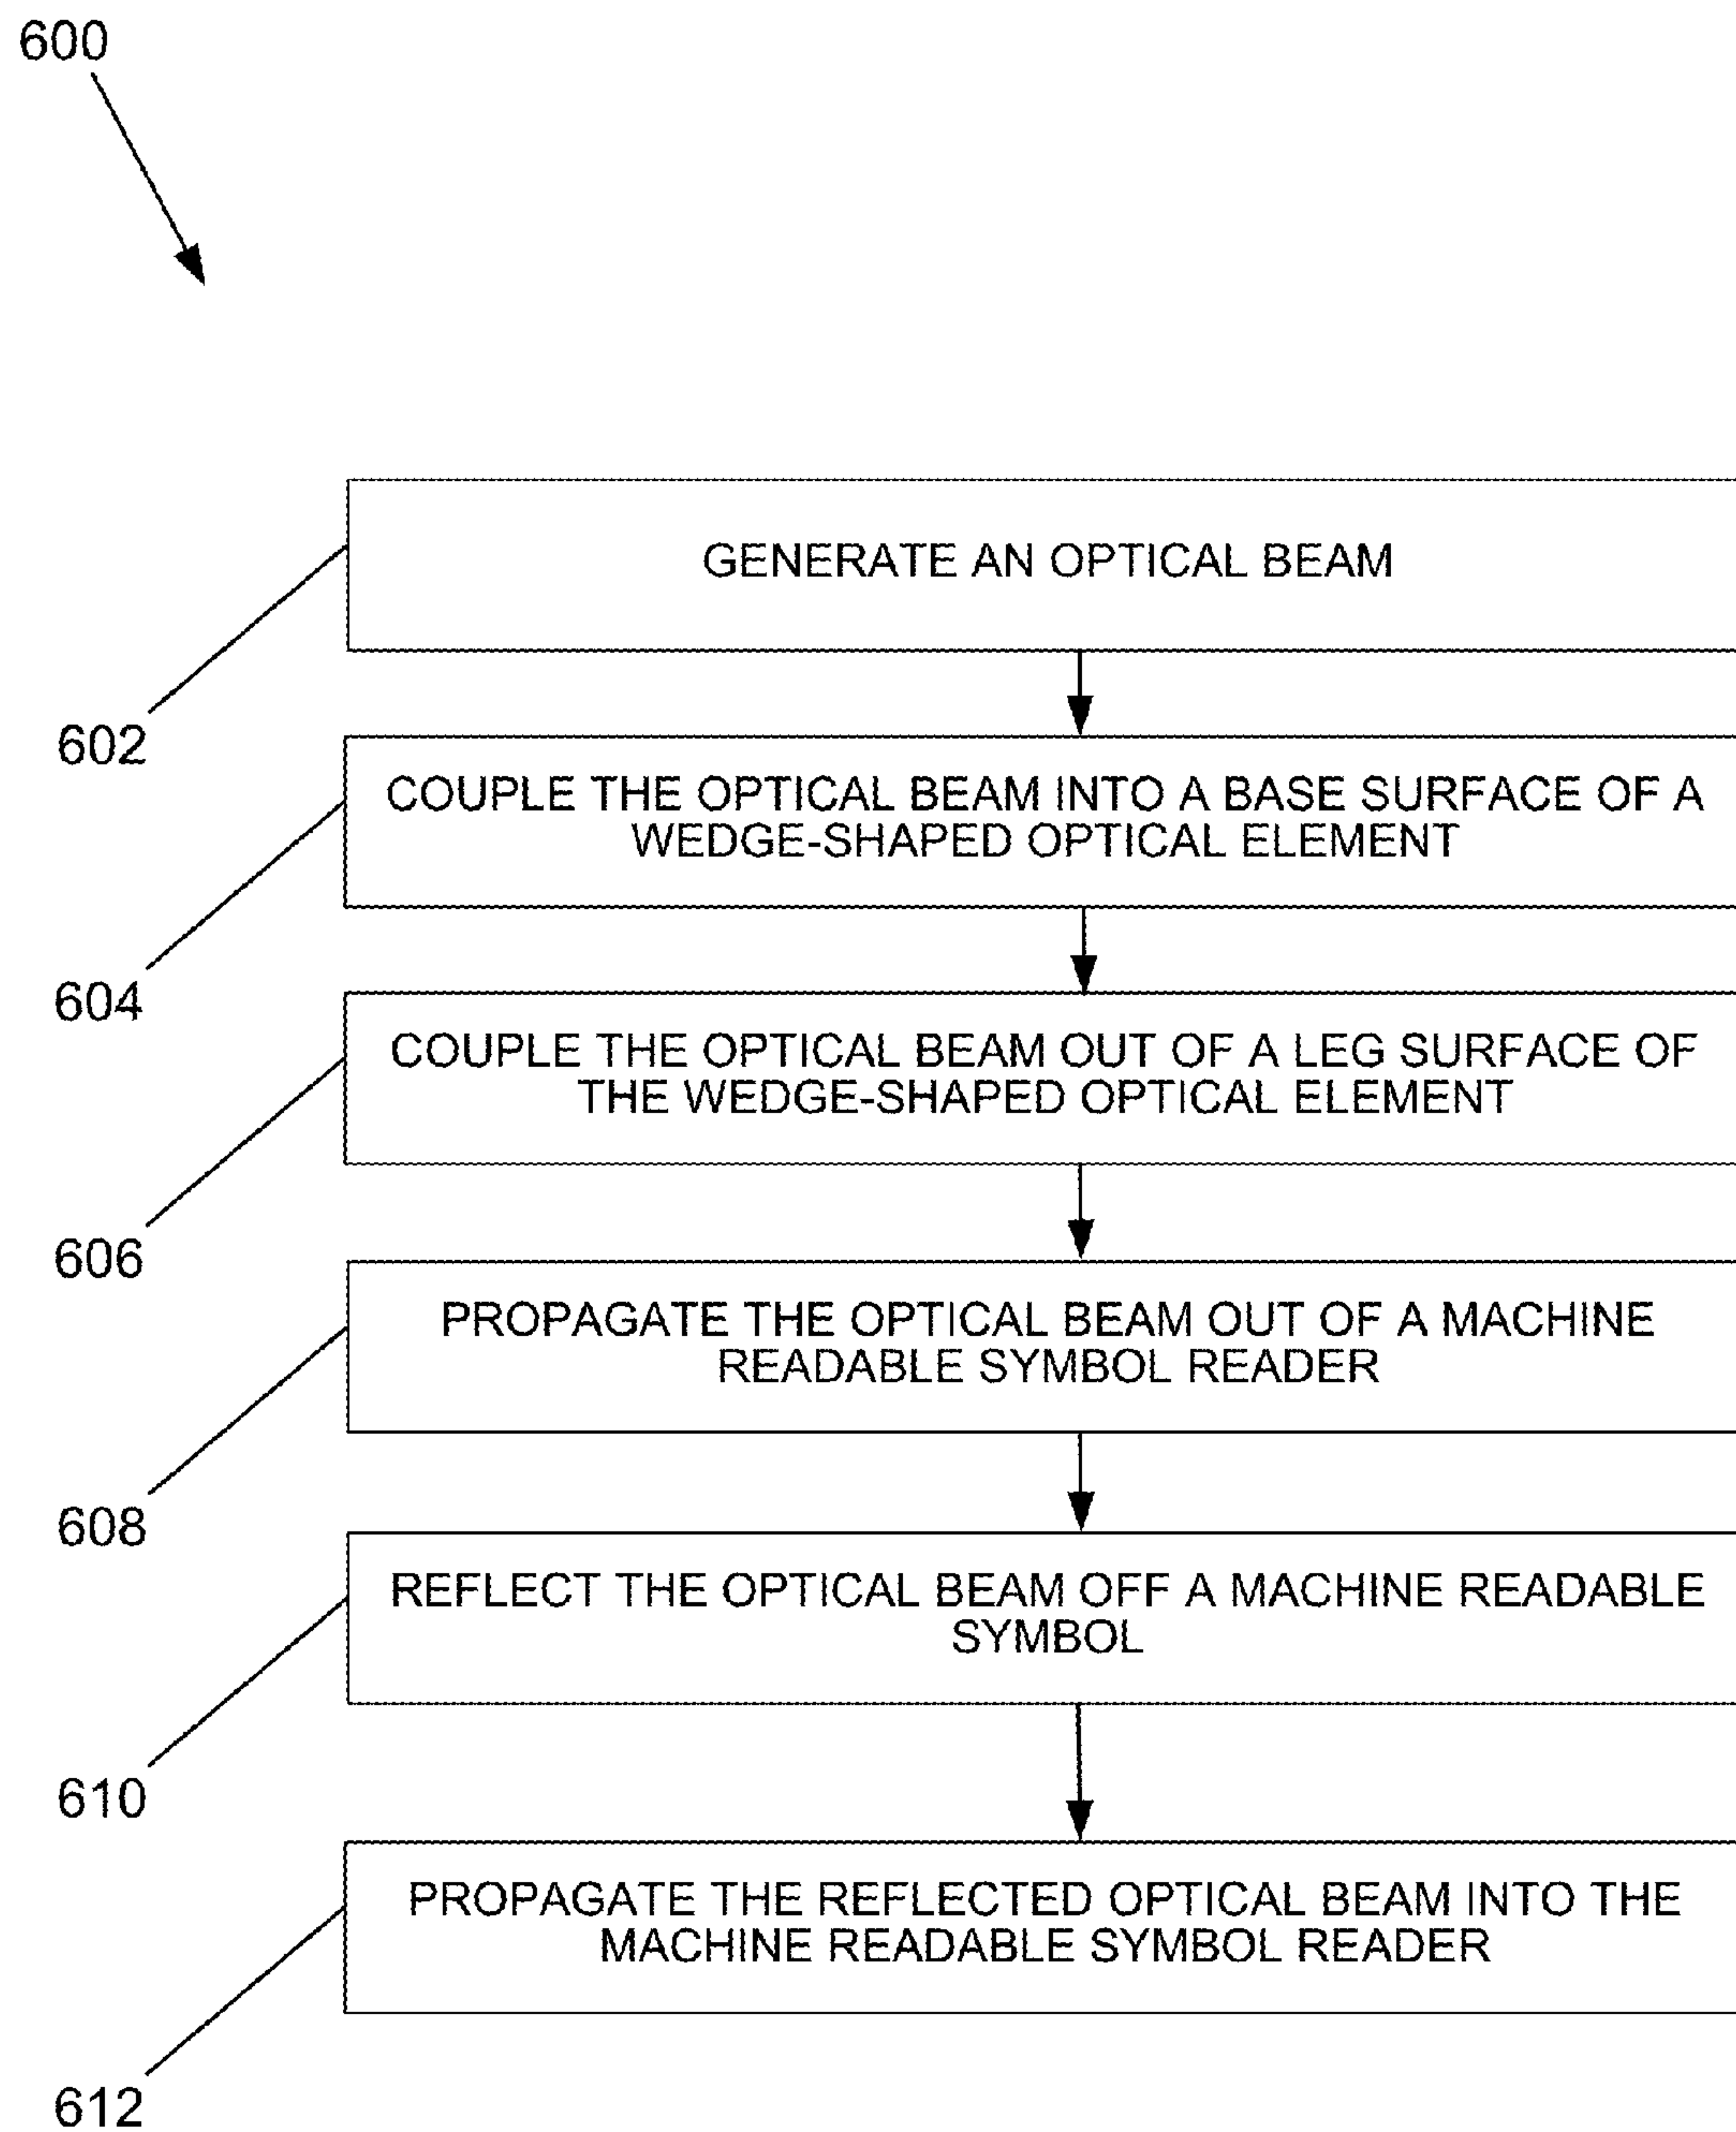 600
GENERATE AN OPTICAL BEAM
602
COUPLE THE OPTICAL BEAM INTO A BASE SURFACE OF A
WEDGE-SHAPED OPTICAL ELEMENT
604
COUPLE THE OPTICAL BEAM OUT OF A LEG SURFACE OF
THE WEDGE-SHAPED OPTICAL ELEMENT
606
PROPAGATE THE OPTICAL BEAM OUT OF A MACHINE
READABLE SYMBOL READER
608
REFLECT THE OPTICAL BEAM OFF A MACHINE READABLE
SYMBOL
610
PROPAGATE THE REFLECTED OPTICAL BEAM INTO THE
MACHINE READABLE SYMBOL READER
612